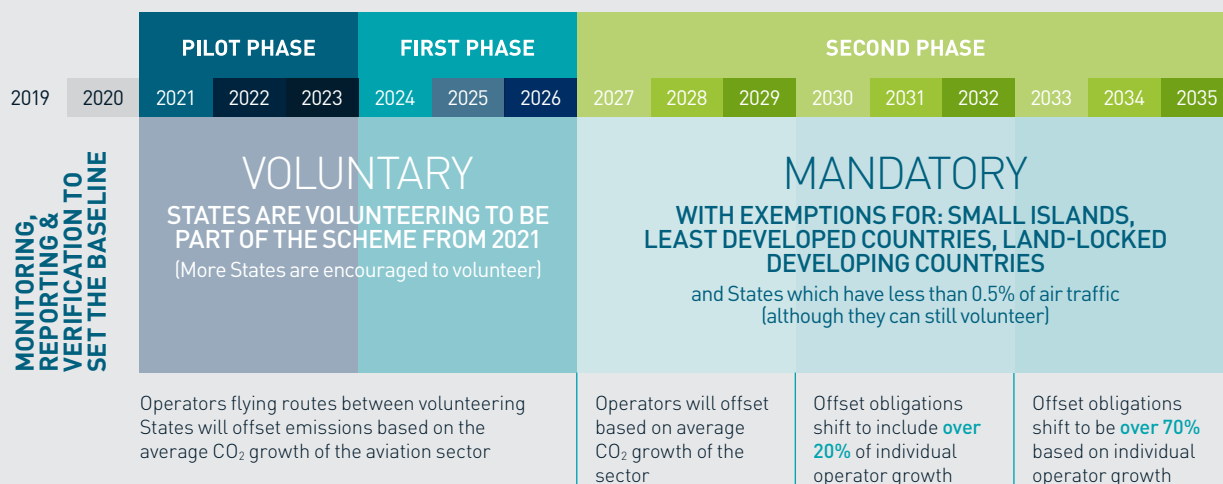 PILOT PHASE
FIRST PHASE
SECOND PHASE
2019
2020
2021
2022
2023
2024
2025
2026
2027
2028
2029
2030
2031
2032
2033
2034
2035
MONITORING,
REPORTING &
VERIFICATION TO
SET THE BASELINE
VOLUNTARY
STATES ARE VOLUNTEERING TO BE
PART OF THE SCHEME FROM 2021
(More States are encouraged to volunteer)
MANDATORY
WITH EXEMPTIONS FOR: SMALL ISLANDS,
LEAST DEVELOPED COUNTRIES, LAND-LOCKED
DEVELOPING COUNTRIES
and States which have less than 0.5% of air traffic
(although they can still volunteer)
Operators flying routes between volunteering
States will offset emissions based on the
average CO₂ growth of the aviation sector
Operators will offset
based on average
CO₂ growth of the
sector
Offset obligations
shift to include over
20% of individual
operator growth
Offset obligations
shift to be over 70%
based on individual
operator growth